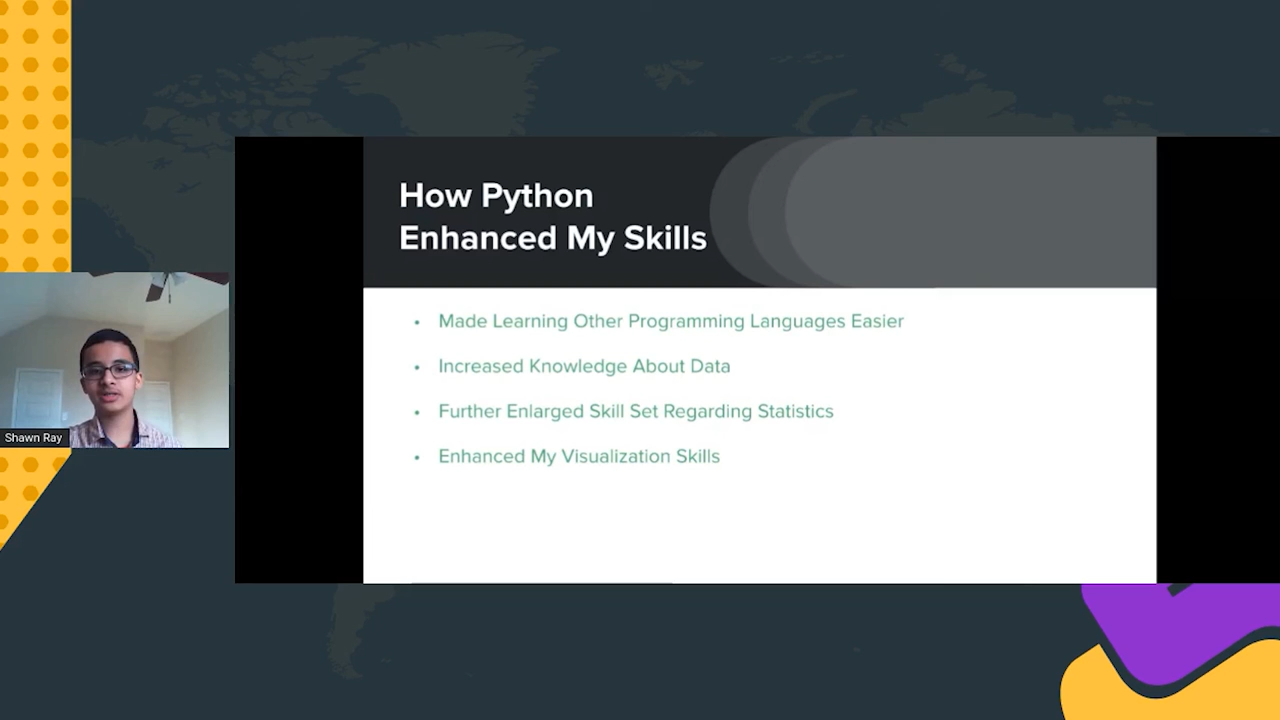 How Python
Enhanced My Skills
• Made Learning Other Programming Languages Easier
• Increased Knowledge About Data
• Further Enlarged Skill Set Regarding Statistics
• Enhanced My Visualization Skills
Shawn Ray